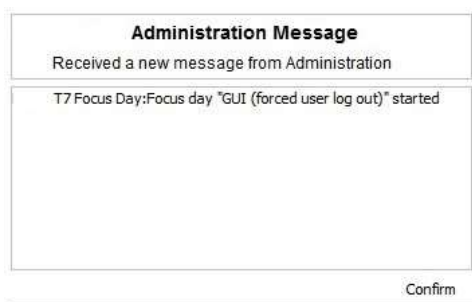 Administration Message
Received a new message from Administration
T7 Focus Day:Focus day "GUI (forced user log out)" started
Confirm